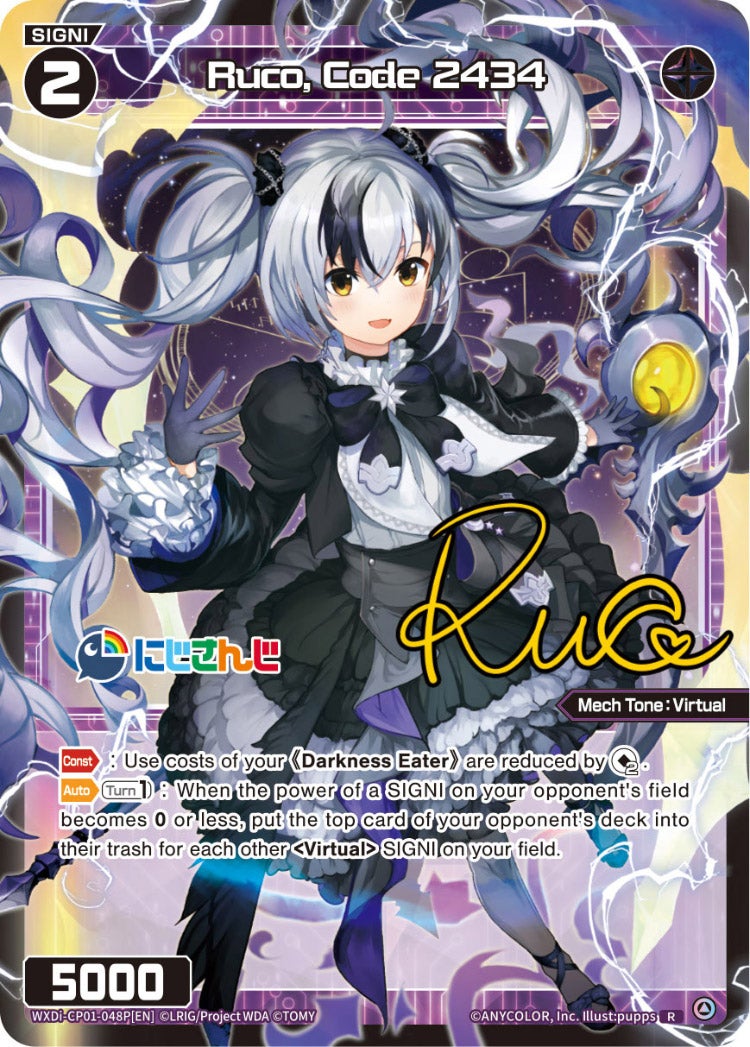 SIGNI
2
Ruco, Code 2434
Ruco
にじさんじ
Mech Tone:Virtual
Const : Use costs of your 《Darkness Eater》 are reduced by 2.
Auto Turn 1 : When the power of a SIGNI on your opponent's field
becomes 0 or less, put the top card of your opponent's deck into
their trash for each other <Virtual> SIGNI on your field.
5000
WXDi-CP01-048P[EN] ©LRIG/Project WDA ©TOMY
©ANYCOLOR, Inc. Illust:pupps R